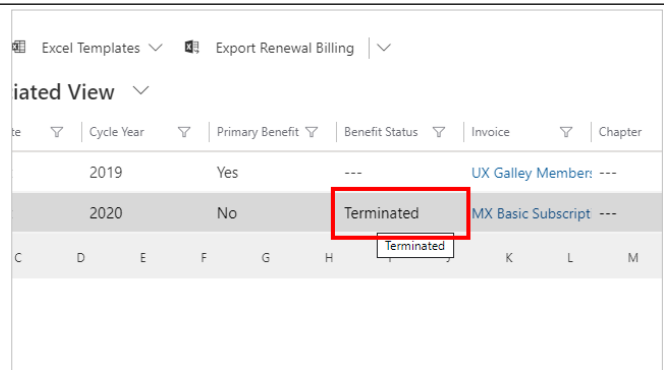 Excel Templates Export Renewal Billing
iated View
te Cycle Year Primary Benefit Benefit Status Invoice Chapter
2019 Yes --- UX Galley Members ---
2020 No Terminated MX Basic Subscript ---
Terminated
C D E F G H I J K L M